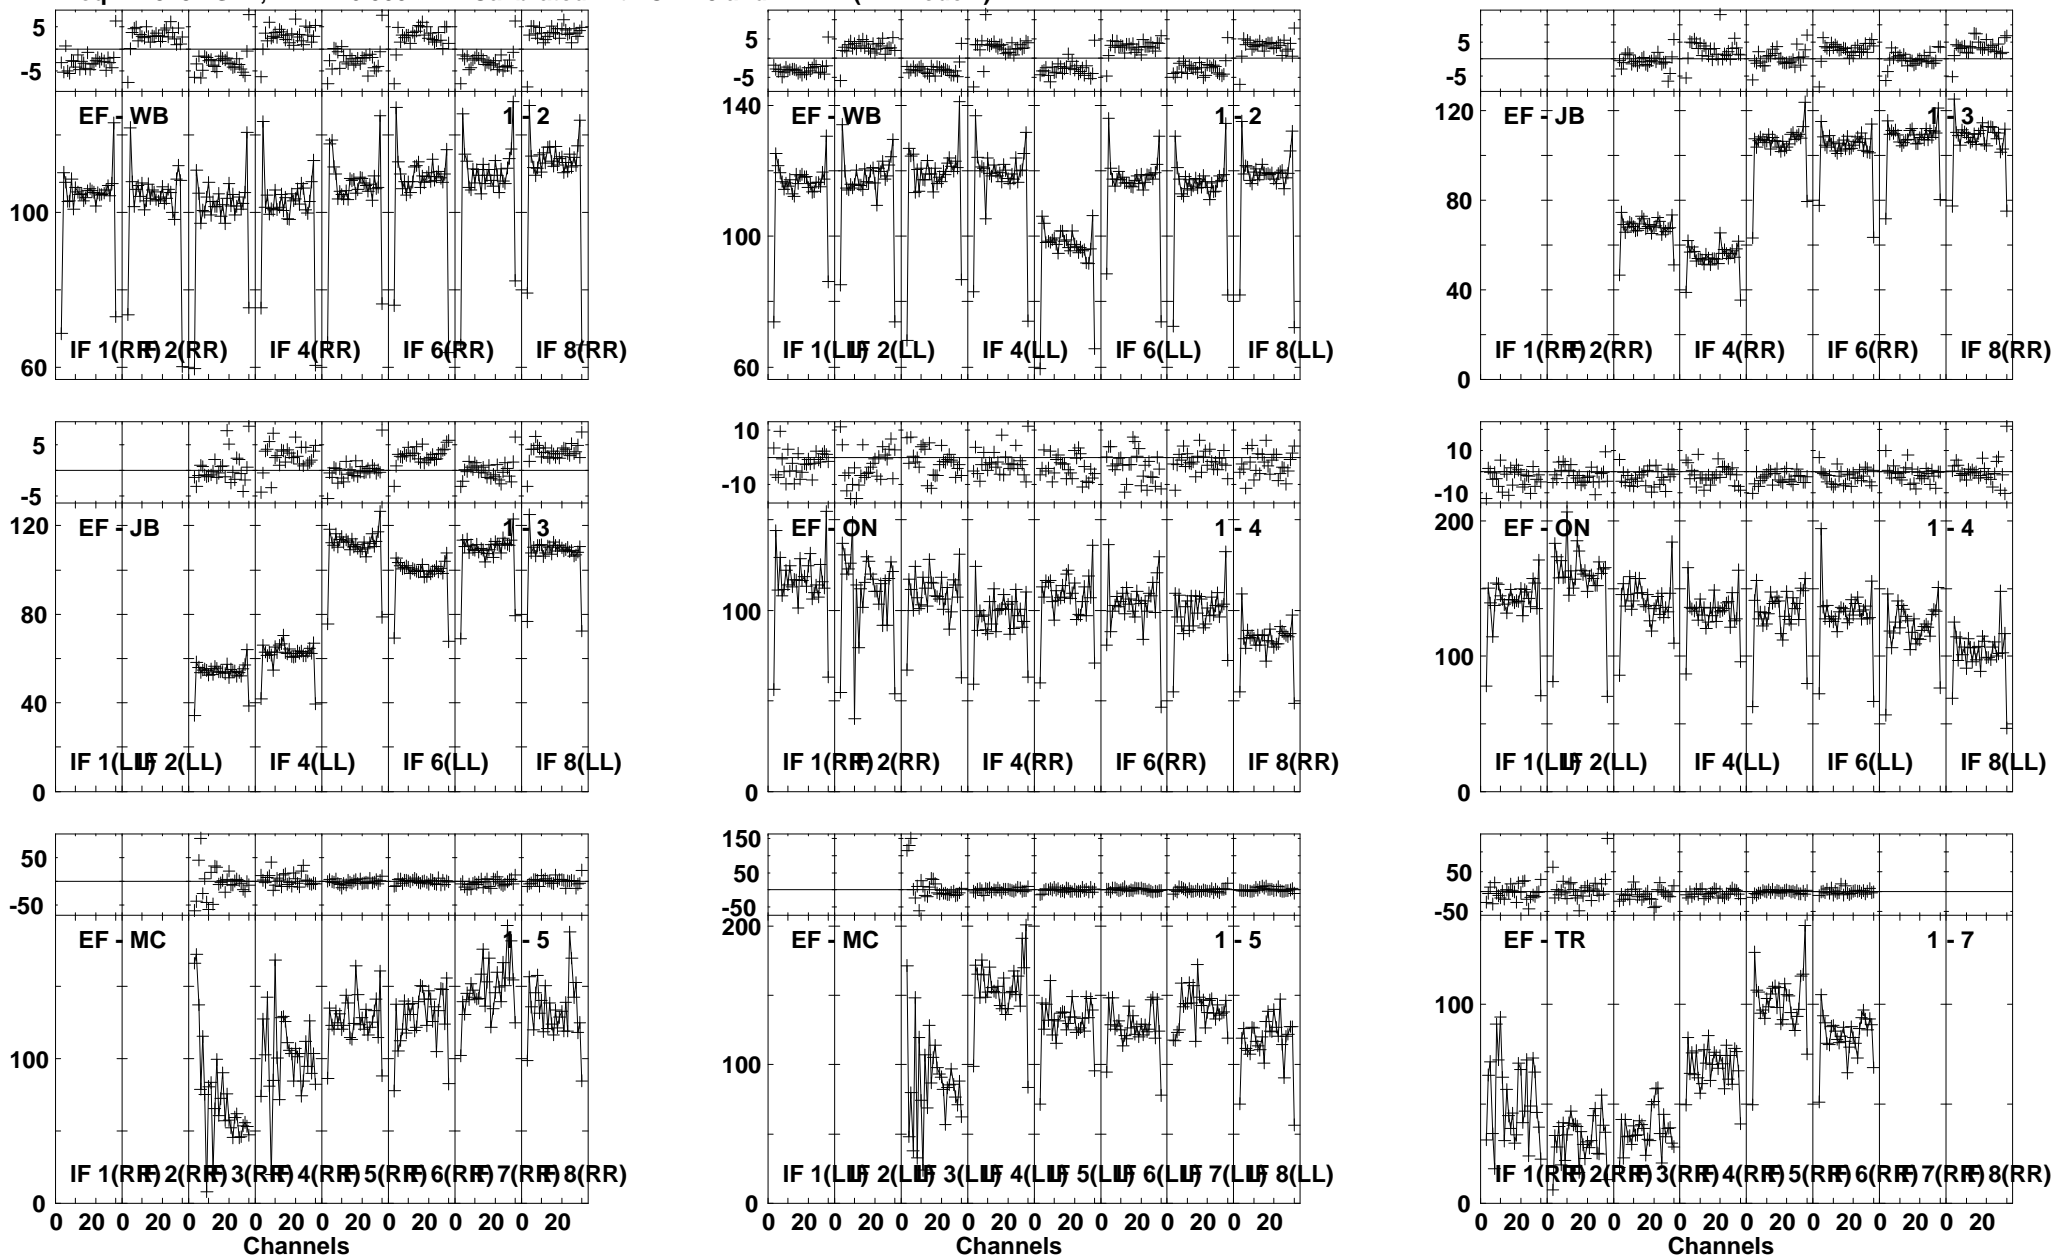 5
-5
EF - WB
1 - 2
100
60
IF 1(RR) IF 2(RR) IF 4(RR) IF 6(RR) IF 8(RR)
5
-5
140
EF - WB
1 - 2
100
60
IF 1(LL) IF 2(LL) IF 4(LL) IF 6(LL) IF 8(LL)
5
-5
120
EF - JB
1 - 3
80
40
IF 1(RR) IF 2(RR) IF 4(RR) IF 6(RR) IF 8(RR)
0
5
-5
120
EF - JB
1 - 3
80
40
IF 1(LL) IF 2(LL) IF 4(LL) IF 6(LL) IF 8(LL)
0
10
-10
EF - ON
1 - 4
100
IF 1(RR) IF 2(RR) IF 4(RR) IF 6(RR) IF 8(RR)
0
10
-10
200
EF - ON
1 - 4
100
IF 1(LL) IF 2(LL) IF 4(LL) IF 6(LL) IF 8(LL)
0
50
-50
EF - MC
1 - 5
100
IF 1(RR) IF 2(RR) IF 3(RR) IF 4(RR) IF 5(RR) IF 6(RR) IF 7(RR) IF 8(RR)
0
0 20 0 20 0 20 0 20 0 20 0 20 0 20 0 20
Channels
150
50
-50
200
EF - MC
1 - 5
100
IF 1(LL) IF 2(LL) IF 3(LL) IF 4(LL) IF 5(LL) IF 6(LL) IF 7(LL) IF 8(LL)
0
0 20 0 20 0 20 0 20 0 20 0 20 0 20 0 20
Channels
50
-50
EF - TR
1 - 7
100
IF 1(RR) IF 2(RR) IF 3(RR) IF 4(RR) IF 5(RR) IF 6(RR) IF 7(RR) IF 8(RR)
0
0 20 0 20 0 20 0 20 0 20 0 20 0 20 0 20
Channels